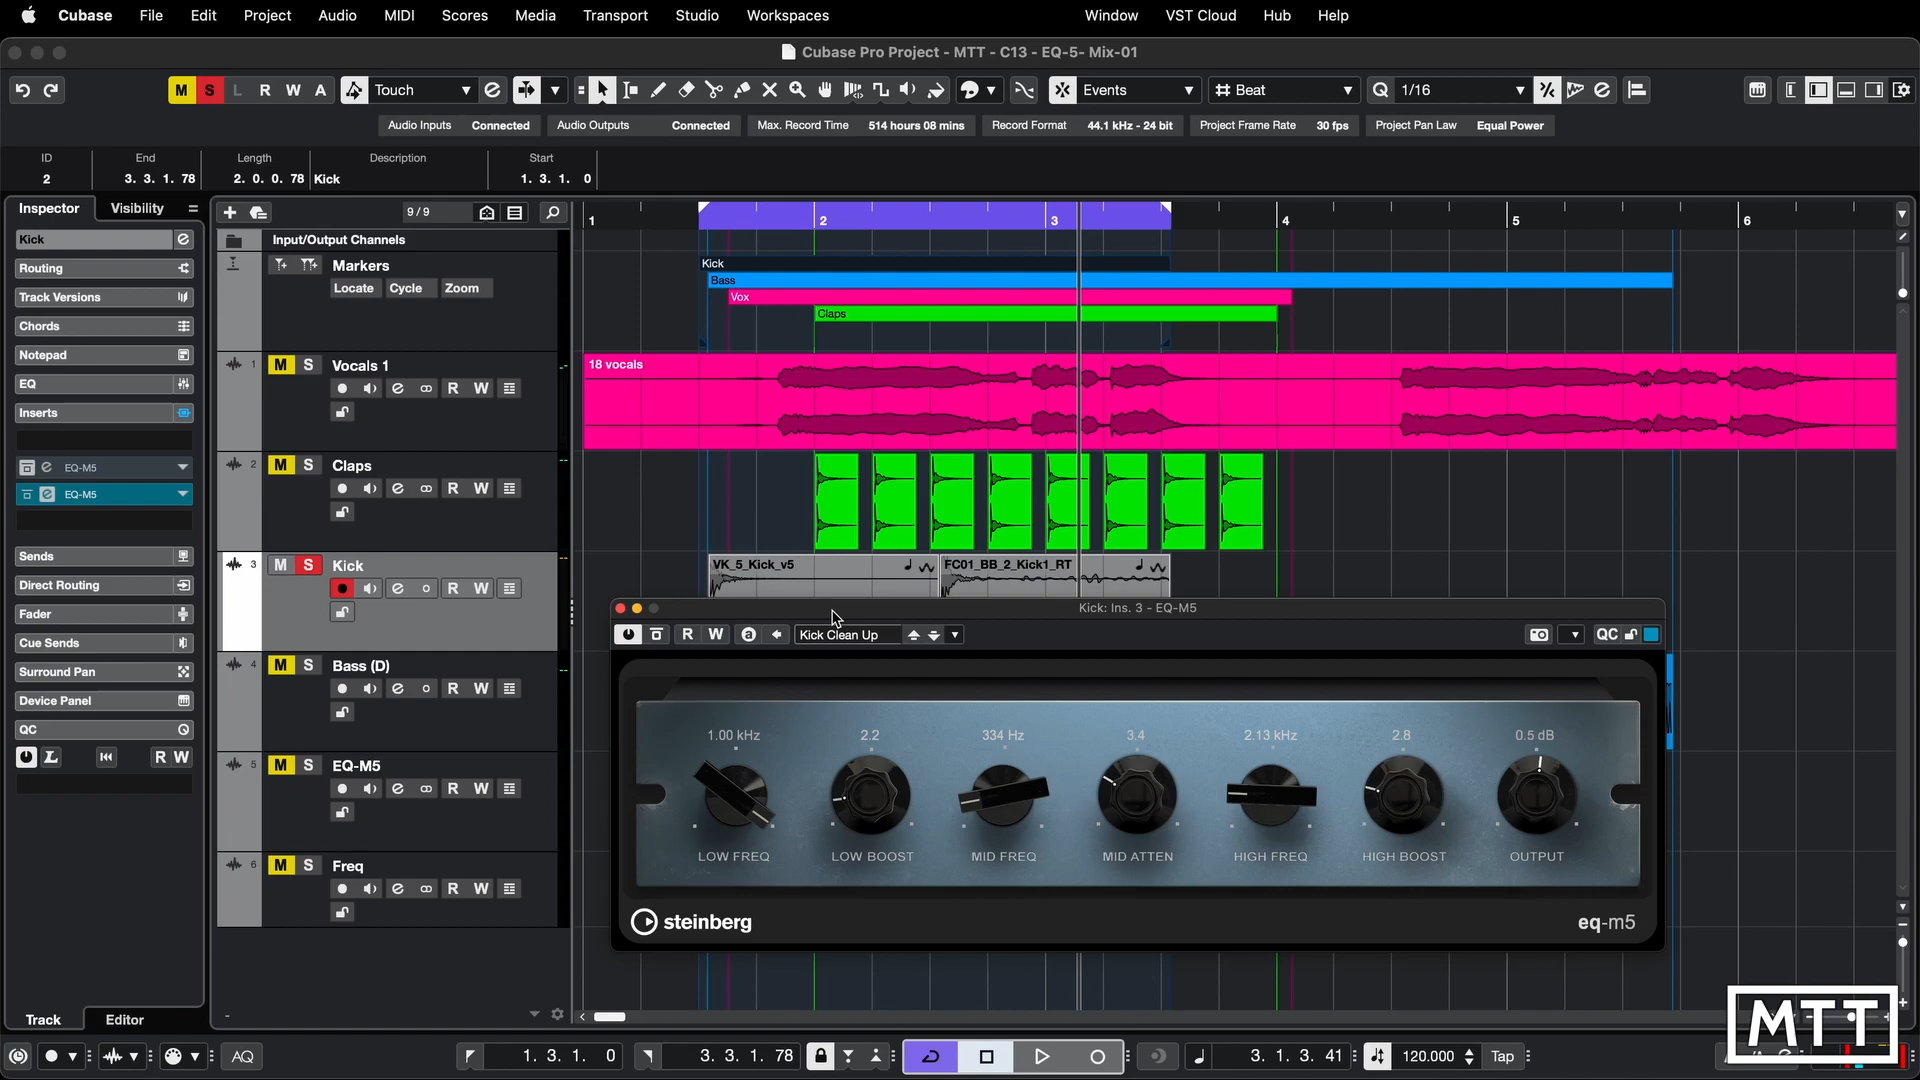 Cubase File Edit Project Audio MIDI Scores Media Transport Studio Workspaces Window VST Cloud Hub Help
Cubase Pro Project - MTT - C13 - EQ-5- Mix-01
M S L R W A Touch Events Beat Q 1/16
Audio Inputs Connected Audio Outputs Connected Max. Record Time 514 hours 08 mins Record Format 44.1 kHz - 24 bit Project Frame Rate 30 fps Project Pan Law Equal Power
ID End Length Description Start
2 3. 3. 1. 78 2. 0. 0. 78 Kick 1. 3. 1. 0
Inspector Visibility
9 / 9
1 2 3 4 5 6
Kick
Routing
Track Versions
Chords
Notepad
EQ
Inserts
EQ-M5
EQ-M5
Sends
Direct Routing
Fader
Cue Sends
Surround Pan
Device Panel
QC
L R W
Track Editor
Input/Output Channels
Markers
Locate Cycle Zoom
1 M S Vocals 1
R W
2 M S Claps
R W
3 M S Kick
R W
4 M S Bass (D)
R W
5 M S EQ-M5
R W
6 M S Freq
R W
Kick
Bass
Vox
Claps
18 vocals
VK_5_Kick_v5
FC01_BB_2_Kick1_RT
Kick: Ins. 3 - EQ-M5
R W a Kick Clean Up QC
1.00 kHz 2.2 334 Hz 3.4 2.13 kHz 2.8 0.5 dB
LOW FREQ LOW BOOST MID FREQ MID ATTEN HIGH FREQ HIGH BOOST OUTPUT
steinberg
eq-m5
MTT
AQ 1. 3. 1. 0 3. 3. 1. 78 3. 1. 3. 41 120.000 Tap